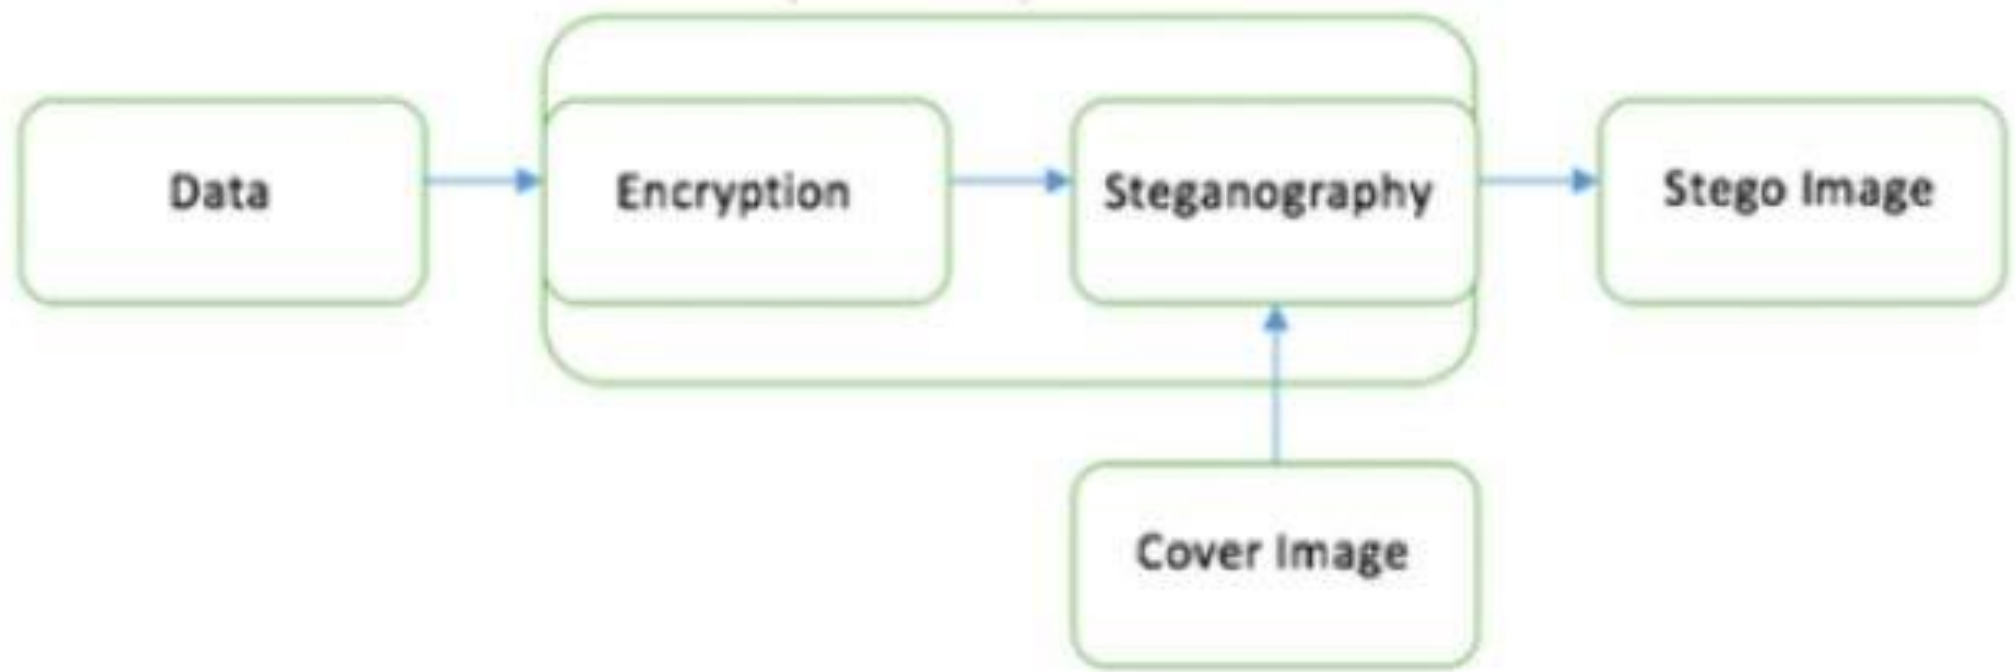 Data
Encryption
Steganography
Stego Image
Cover Image